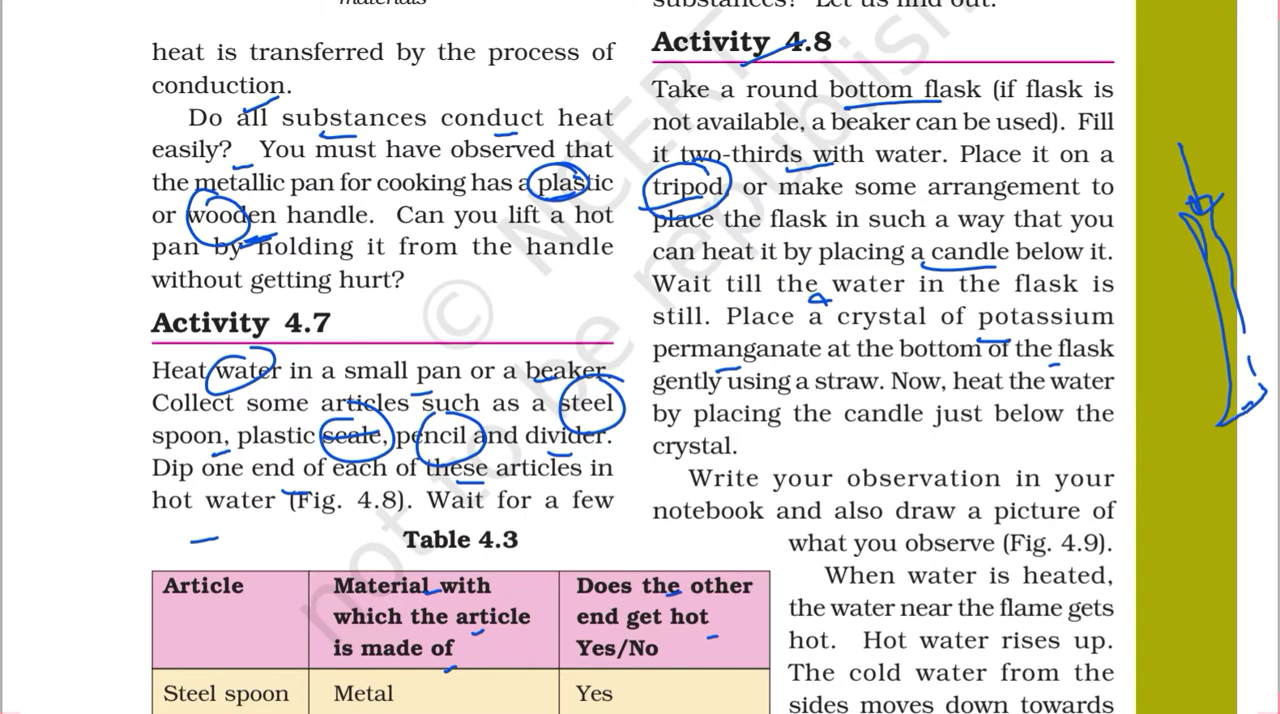 materials
heat is transferred by the process of
conduction.
Do all substances conduct heat
easily? You must have observed that
the metallic pan for cooking has a plastic
or wooden handle. Can you lift a hot
pan by holding it from the handle
without getting hurt?
Activity 4.7
Heat water in a small pan or a beaker.
Collect some articles such as a steel
spoon, plastic scale, pencil and divider.
Dip one end of each of these articles in
hot water (Fig. 4.8). Wait for a few
Table 4.3
Article
Material with
which the article
is made of
Does the other
end get hot
Yes/No
Steel spoon
Metal
Yes
substances? Let us find out.
Activity 4.8
Take a round bottom flask (if flask is
not available, a beaker can be used). Fill
it two-thirds with water. Place it on a
tripod, or make some arrangement to
place the flask in such a way that you
can heat it by placing a candle below it.
Wait till the water in the flask is
still. Place a crystal of potassium
permanganate at the bottom of the flask
gently using a straw. Now, heat the water
by placing the candle just below the
crystal.
Write your observation in your
notebook and also draw a picture of
what you observe (Fig. 4.9).
When water is heated,
the water near the flame gets
hot. Hot water rises up.
The cold water from the
sides moves down towards
© NCERT
not to be republish